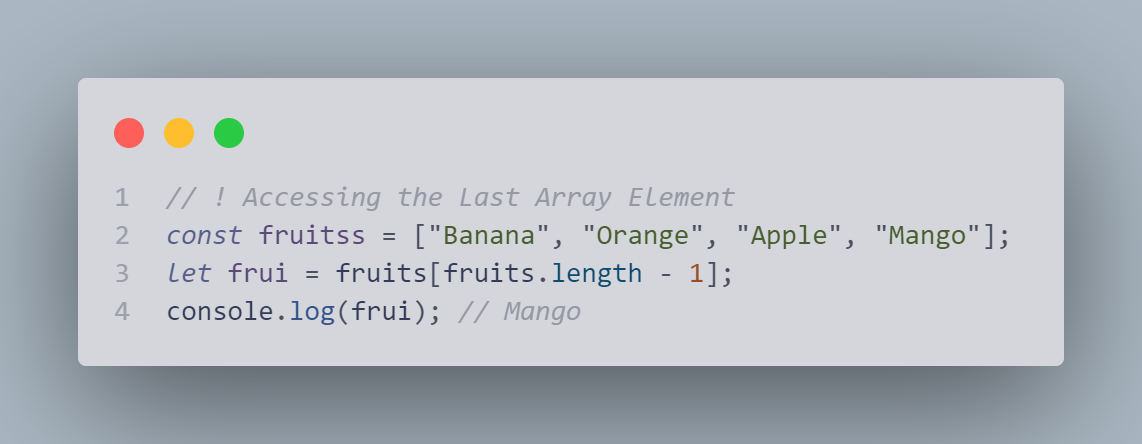 1 // ! Accessing the Last Array Element
2 const fruitss = ["Banana", "Orange", "Apple", "Mango"];
3 let frui = fruits[fruits.length - 1];
4 console.log(frui); // Mango